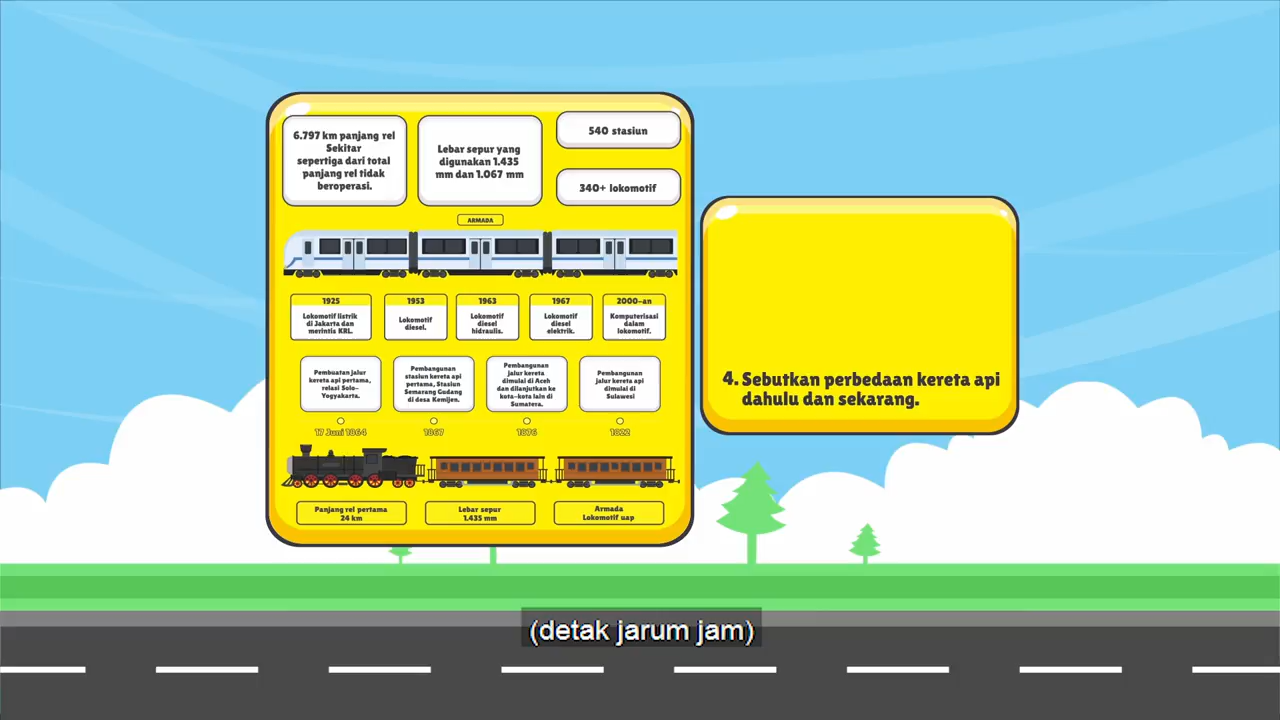 6.797 km panjang rel
Sekitar
sepertiga dari total
panjang rel tidak
beroperasi.
Lebar sepur yang
digunakan 1.435
mm dan 1.067 mm
540 stasiun
340+ lokomotif
ARMADA
1925
Lokomotif listrik
di Jakarta dan
merintis KRL.
1953
Lokomotif
diesel.
1963
Lokomotif
diesel
hidraulis.
1967
Lokomotif
diesel
elektrik.
2000-an
Komputerisasi
dalam
lokomotif.
Pembuatan jalur
kereta api pertama,
relasi Solo-
Yogyakarta.
Pembangunan
stasiun kereta api
pertama, Stasiun
Semarang Gudang
di desa Kemijen.
Pembangunan
jalur kereta
dimulai di Aceh
dan dilanjutkan ke
kota-kota lain di
Sumatera.
Pembangunan
jalur kereta api
dimulai di
Sulawesi
17 Juni 1864
1867
1876
1822
Panjang rel pertama
24 km
Lebar sepur
1.435 mm
Armada
Lokomotif uap
4. Sebutkan perbedaan kereta api
dahulu dan sekarang.
(detak jarum jam)